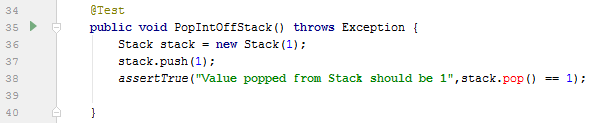 34 @Test
35 public void PopIntOffStack() throws Exception {
36 Stack stack = new Stack(1);
37 stack.push(1);
38 assertTrue("Value popped from Stack should be 1",stack.pop() == 1);
39
40 }